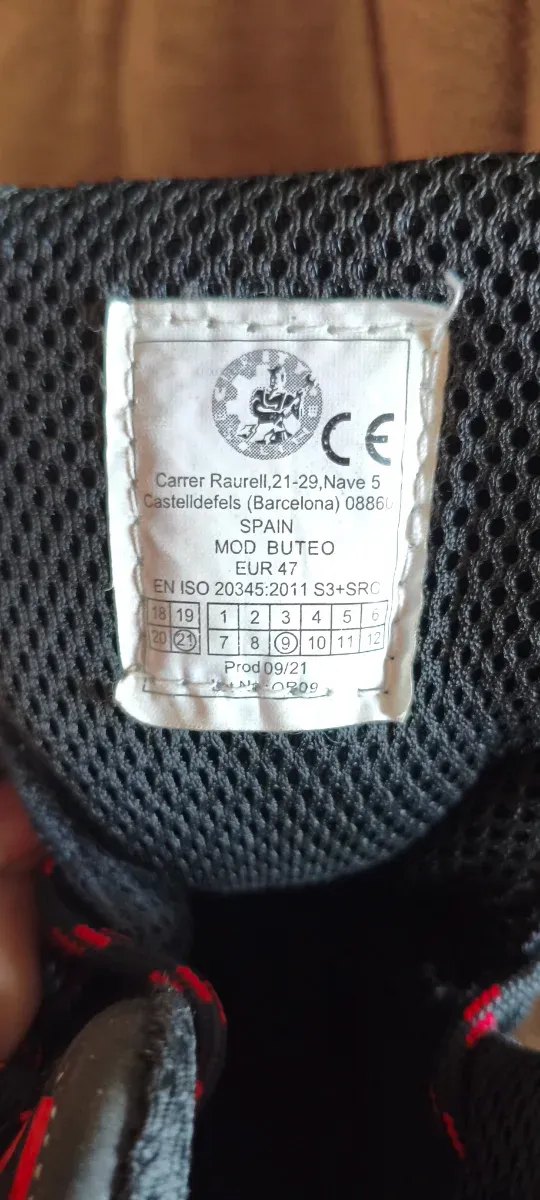 CE
Carrer Raurell,21-29,Nave 5
Castelldefels (Barcelona) 08860
SPAIN
MOD BUTEO
EUR 47
EN ISO 20345:2011 S3+SRC
18 19 1 2 3 4 5 6
20 21 7 8 9 10 11 12
Prod 09/21